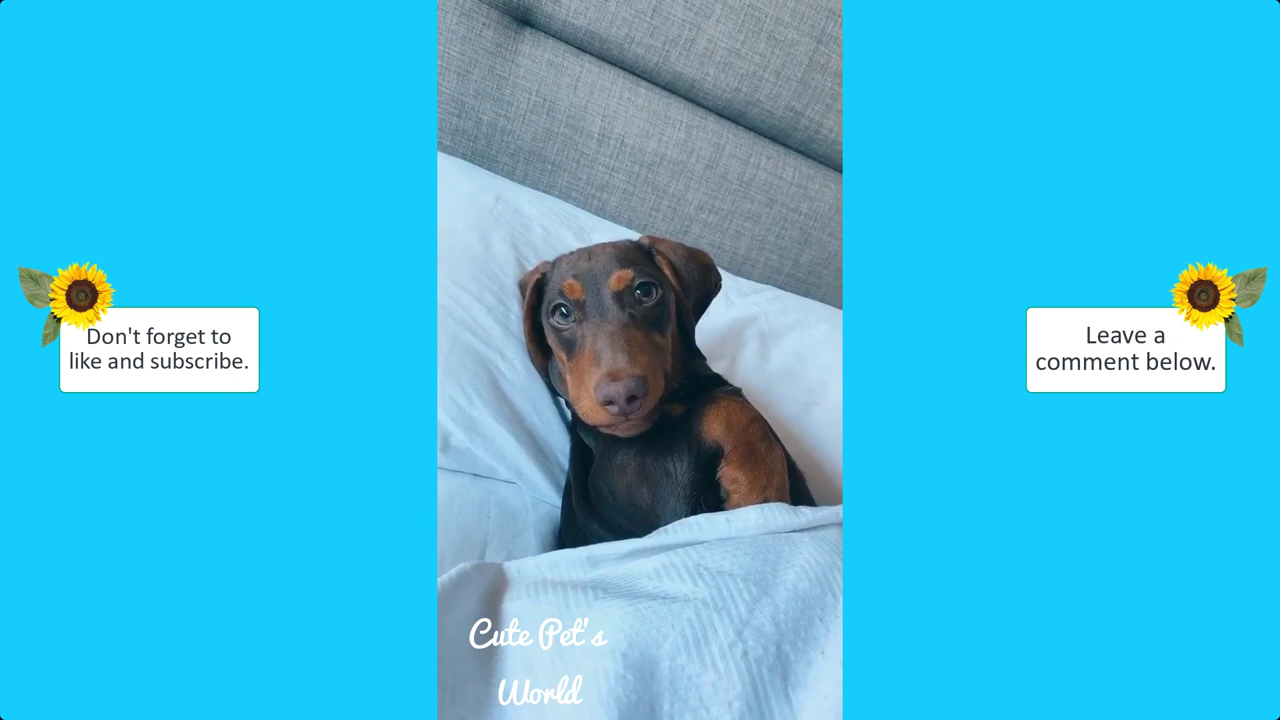 Don't forget to
like and subscribe.
Leave a
comment below.
Cute Pet's
World